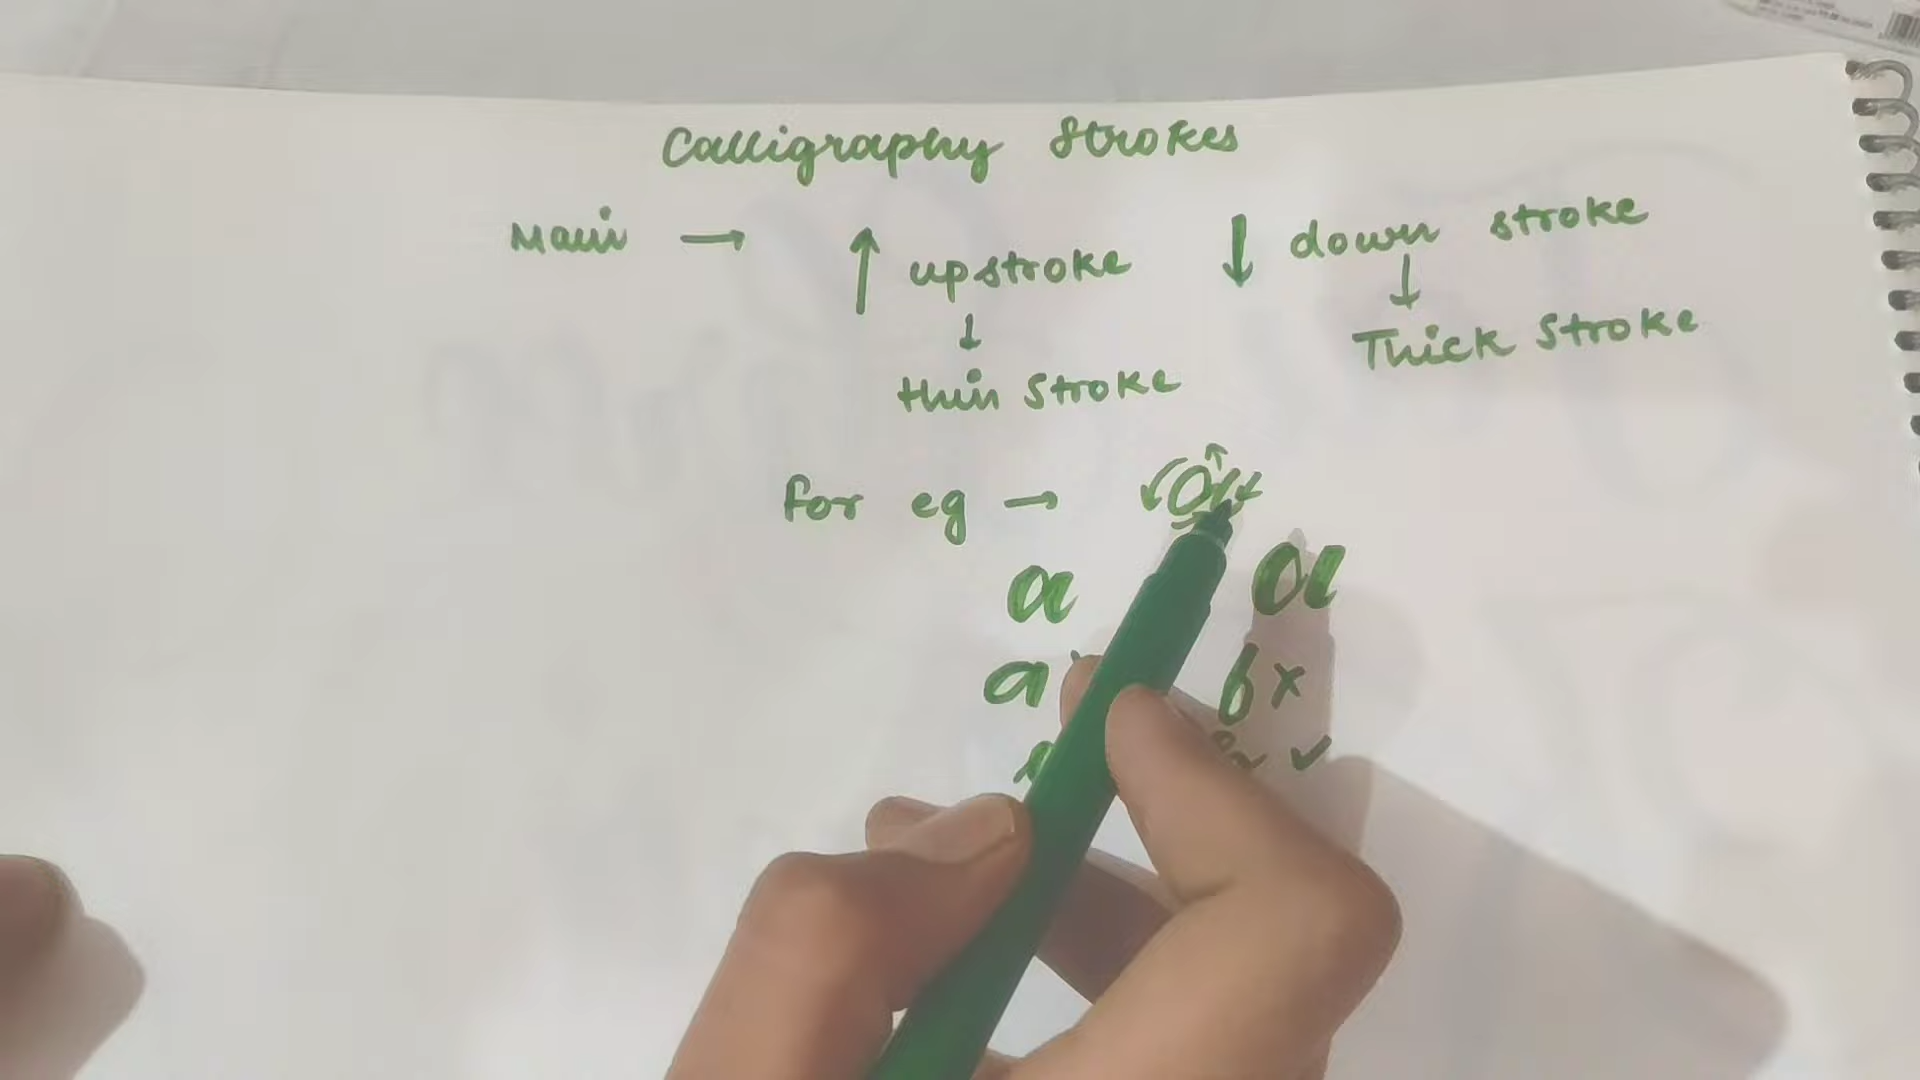 Calligraphy Strokes
Main → ↑ upstroke ↓ down stroke
↓ ↓
thin Stroke Thick Stroke
for eg → a
a a
a b x
✓